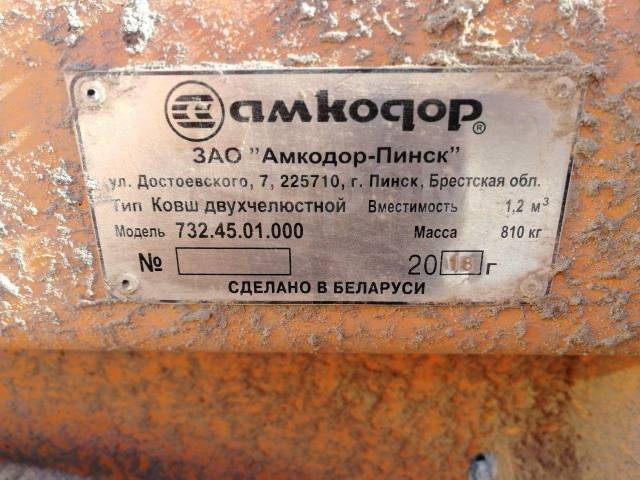 амкодор®
ЗАО "Амкодор-Пинск"
ул. Достоевского, 7, 225710, г. Пинск, Брестская обл.
Тип Ковш двухчелюстной Вместимость 1,2 м³
Модель 732.45.01.000 Масса 810 кг
№ 2018г
СДЕЛАНО В БЕЛАРУСИ